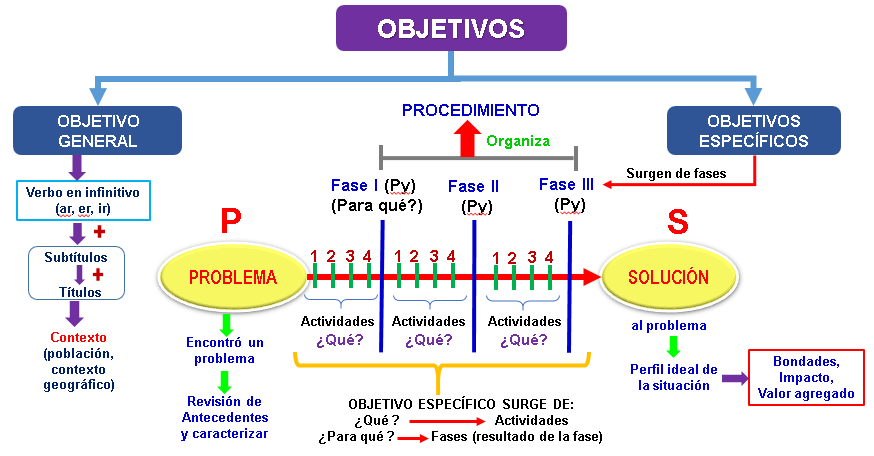 OBJETIVOS
OBJETIVO
GENERAL
Verbo en infinitivo
(ar, er, ir)
+
Subtítulos
+
Títulos
Contexto
(población,
contexto
geográfico)
PROCEDIMIENTO
Organiza
OBJETIVOS
ESPECÍFICOS
Surgen de fases
Fase I (Py)
(Para qué?)
Fase II
(Py)
Fase III
(Py)
P
PROBLEMA
1 2 3 4
1 2 3 4
1 2 3 4
S
SOLUCIÓN
Actividades
¿Qué?
Actividades
¿Qué?
Actividades
¿Qué?
Encontró un
problema
Revisión de
Antecedentes
y caracterizar
al problema
Perfil ideal de
la situación
Bondades,
Impacto,
Valor agregado
OBJETIVO ESPECÍFICO SURGE DE:
¿Qué ? Actividades
¿Para qué ? Fases (resultado de la fase)